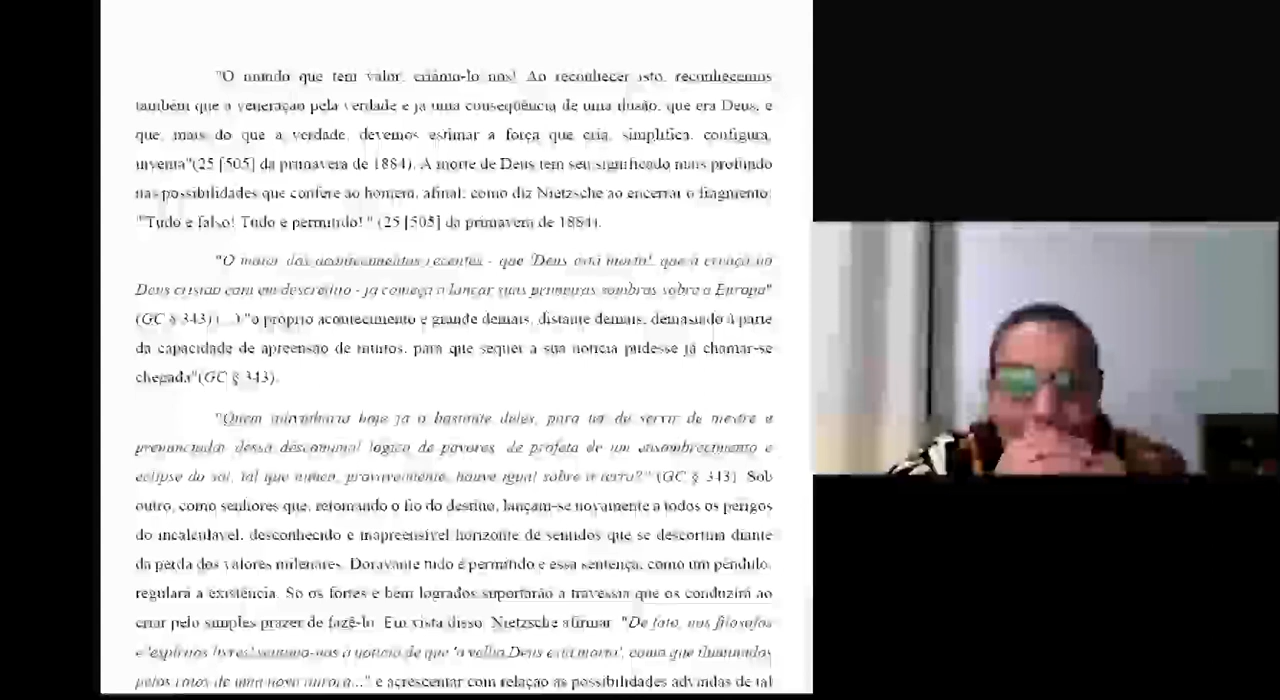 "O mundo que tem valor, criámo-lo nós! Ao reconhecer isto, reconhecemos
também que a veneração pela verdade e já uma conseqüência de uma ilusão, que era Deus, e
que, mais do que a verdade, devemos estimar a força que cria, simplifica, configura,
inventa"(25 [505] da primavera de 1884). A morte de Deus tem seu significado mais profundo
nas possibilidades que confere ao homem, afinal, como diz Nietzsche ao encerrar o fragmento:
"Tudo é falso! Tudo é permitido! " (25 [505] da primavera de 1884).
"O maior dos acontecimentos recentes - que 'Deus está morto', que a crença no
Deus cristão caiu em descrédito - já começa a lançar suas primeiras sombras sobre a Europa"
(GC § 343) (...) "o próprio acontecimento é grande demais, distante demais, demasiado à parte
da capacidade de apreensão de muitos, para que sequer a sua notícia pudesse já chamar-se
chegada"(GC § 343).
"Quem adivinharia hoje já o bastante deles, para ter de servir de mestre e
prenunciador dessa descomunal lógica de pavores, de profeta de um ensombrecimento e
eclipse do sol, tal que nunca, provavelmente, houve igual sobre a terra?" (GC § 343). Sob
outro, como senhores que, retomando o fio do destino, lançam-se novamente a todos os perigos
do incalculável, desconhecido e inapreensível horizonte de sentidos que se descortina diante
da perda dos valores milenares. Doravante tudo é permitido e essa sentença, como um pêndulo,
regulará a existência. Só os fortes e bem logrados suportarão a travessia que os conduzirá ao
criar pelo simples prazer de fazê-lo. Em vista disso, Nietzsche afirmar "De fato, nós filósofos
e 'espíritos livres' sentimo-nos à notícia de que 'o velho Deus está morto', como que iluminados
pelos raios de uma nova aurora..." e acrescentar com relação as possibilidades advindas de tal